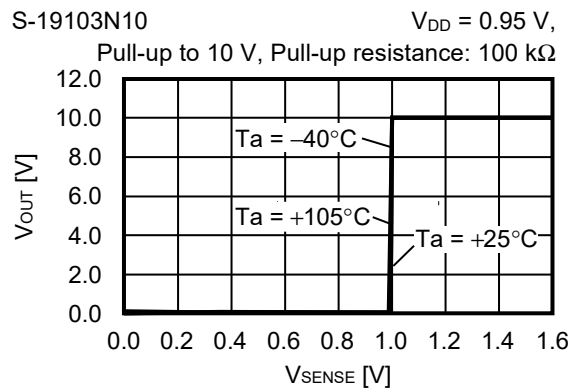 S-19103N10 VDD = 0.95 V,
Pull-up to 10 V, Pull-up resistance: 100 kΩ
12.0
10.0
8.0
6.0
4.0
2.0
0.0
VOUT [V]
Ta = −40°C
Ta = +105°C
Ta = +25°C
0.0 0.2 0.4 0.6 0.8 1.0 1.2 1.4 1.6
VSENSE [V]